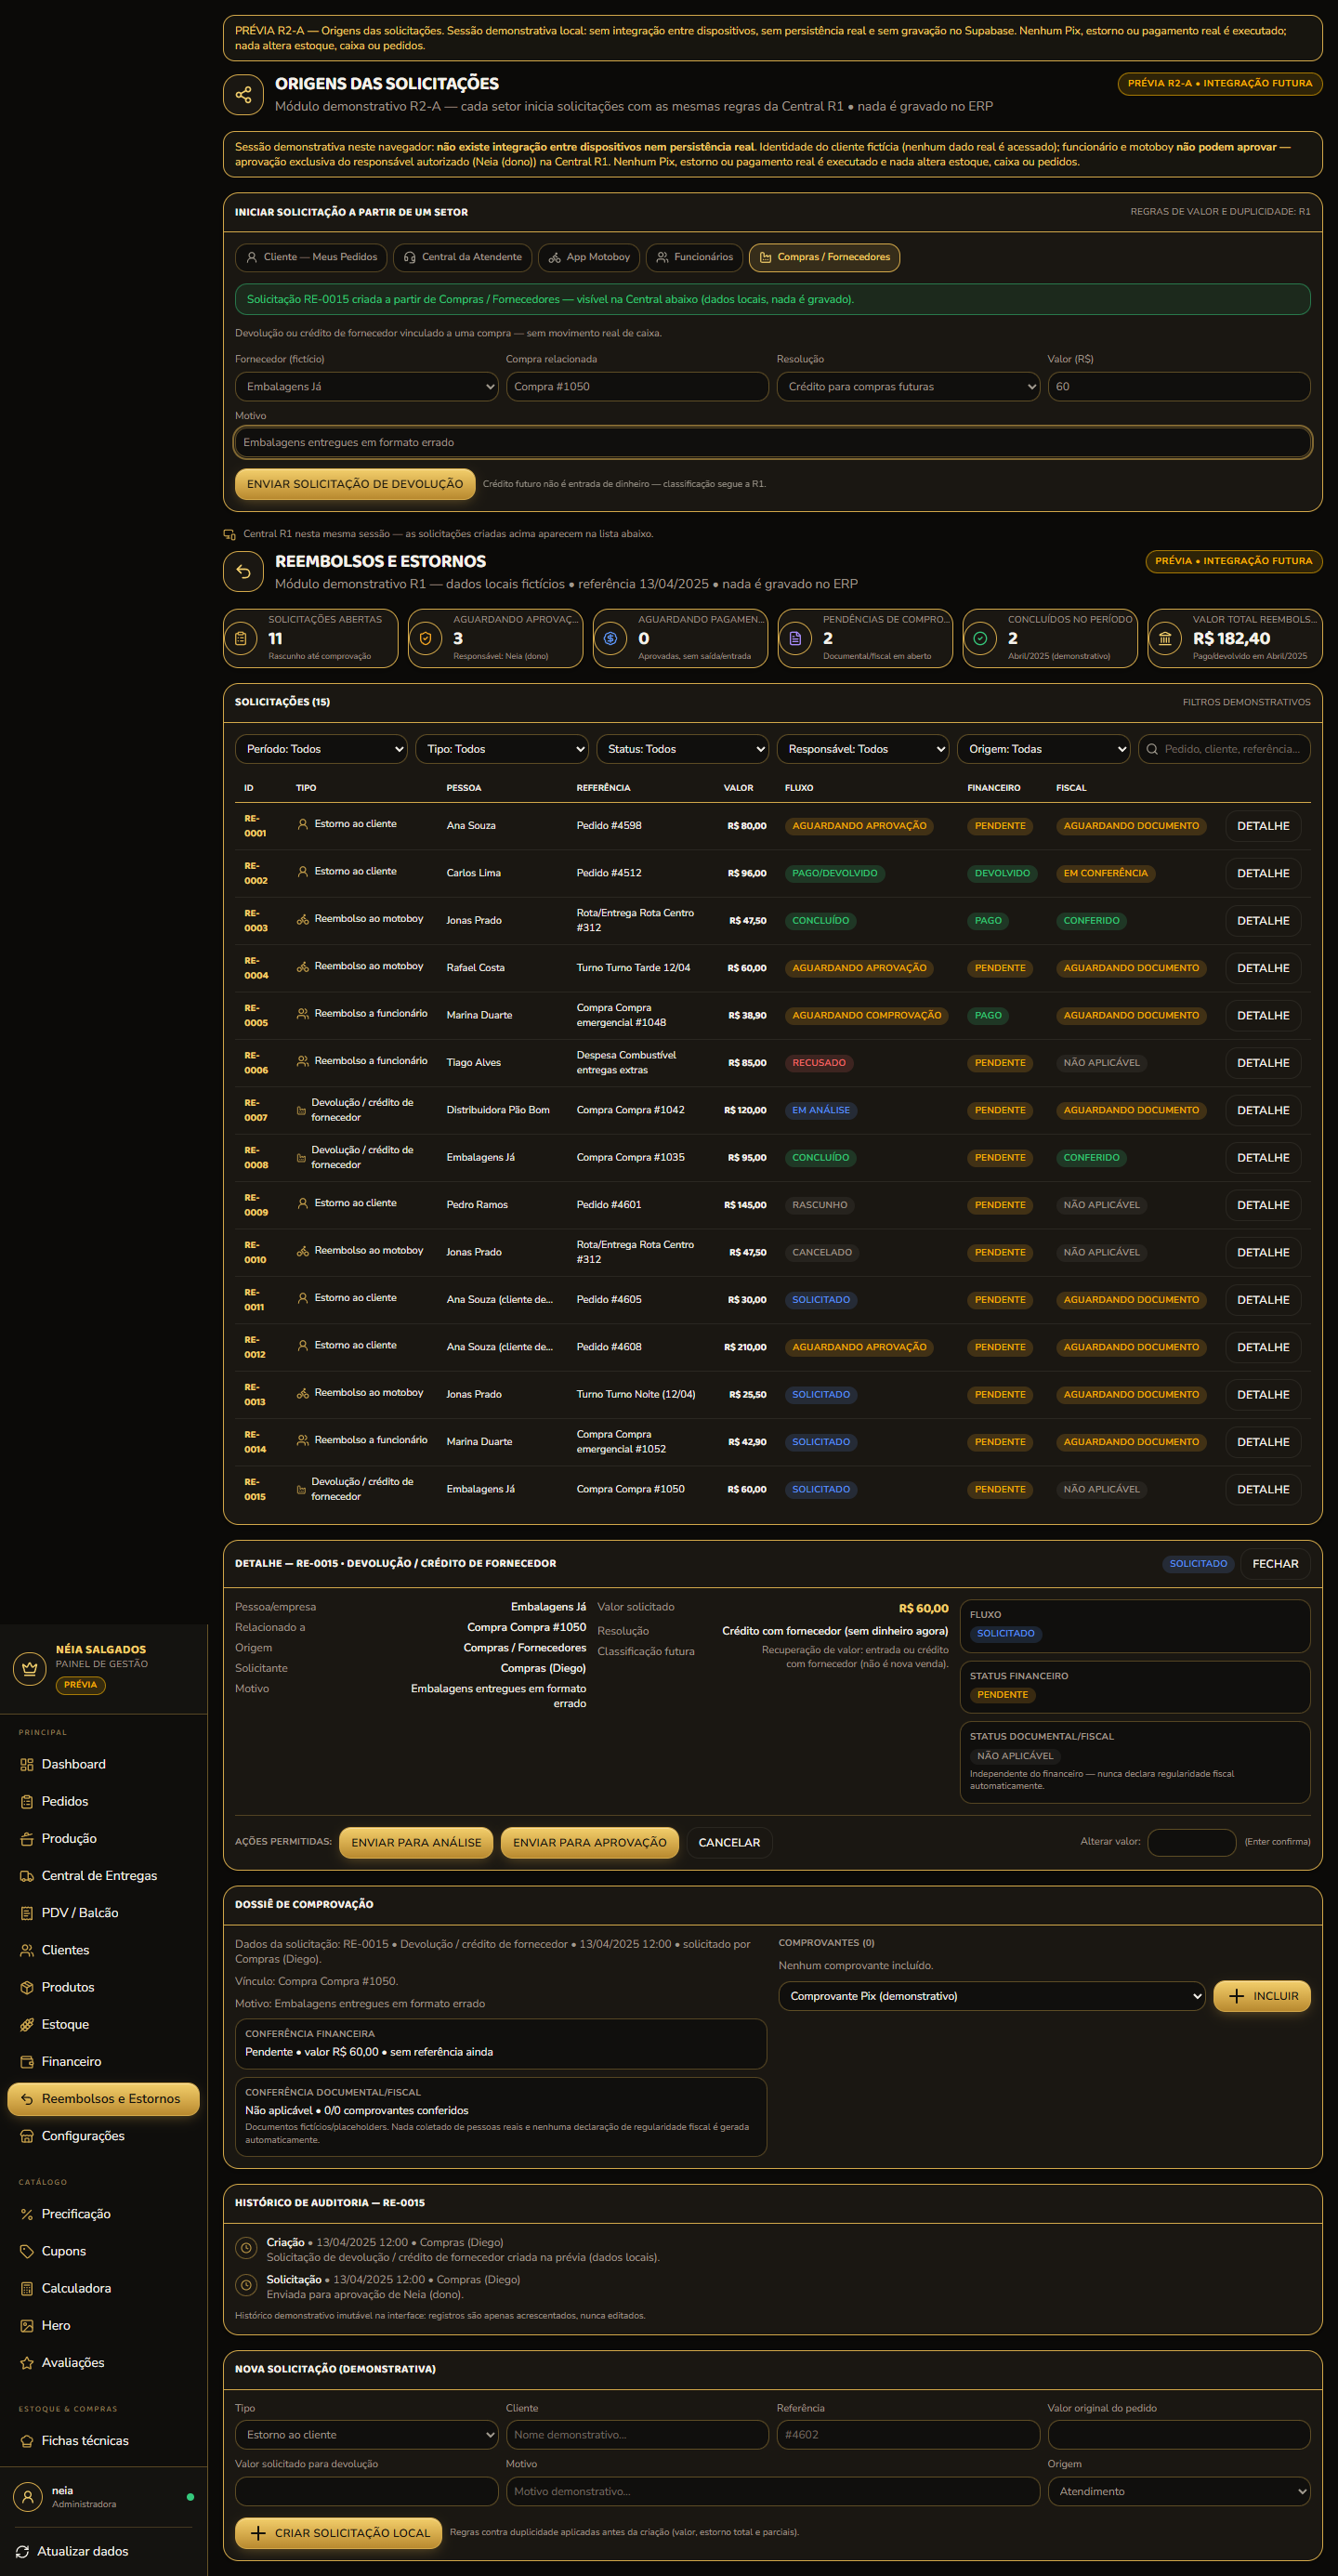 PRÉVIA R2-A — Origens das solicitações. Sessão demonstrativa local: sem integração entre dispositivos, sem persistência real e sem gravação no Supabase. Nenhum Pix, estorno ou pagamento real é executado;
nada altera estoque, caixa ou pedidos.
ORIGENS DAS SOLICITAÇÕES
Módulo demonstrativo R2-A — cada setor inicia solicitações com as mesmas regras da Central R1 • nada é gravado no ERP
PRÉVIA R2-A • INTEGRAÇÃO FUTURA
Sessão demonstrativa neste navegador: não existe integração entre dispositivos nem persistência real. Identidade do cliente fictícia (nenhum dado real é acessado); funcionário e motoboy não podem aprovar —
aprovação exclusiva do responsável autorizado (Neia (dono)) na Central R1. Nenhum Pix, estorno ou pagamento real é executado e nada altera estoque, caixa ou pedidos.
INICIAR SOLICITAÇÃO A PARTIR DE UM SETOR
REGRAS DE VALOR E DUPLICIDADE: R1
Cliente — Meus Pedidos
Central da Atendente
App Motoboy
Funcionários
Compras / Fornecedores
Solicitação RE-0015 criada a partir de Compras / Fornecedores — visível na Central abaixo (dados locais, nada é gravado).
Devolução ou crédito de fornecedor vinculado a uma compra — sem movimento real de caixa.
Fornecedor (fictício)
Compra relacionada
Resolução
Valor (R$)
Embalagens Já
Compra #1050
Crédito para compras futuras
60
Motivo
Embalagens entregues em formato errado
ENVIAR SOLICITAÇÃO DE DEVOLUÇÃO
Crédito futuro não é entrada de dinheiro — classificação segue a R1.
Central R1 nesta mesma sessão — as solicitações criadas acima aparecem na lista abaixo.
REEMBOLSOS E ESTORNOS
Módulo demonstrativo R1 — dados locais fictícios • referência 13/04/2025 • nada é gravado no ERP
PRÉVIA • INTEGRAÇÃO FUTURA
SOLICITAÇÕES ABERTAS
11
Rascunho até comprovação
AGUARDANDO APROVAÇ...
3
Responsável: Neia (dono)
AGUARDANDO PAGAMEN...
0
Aprovadas, sem saída/entrada
PENDÊNCIAS DE COMPRO...
2
Documental/fiscal em aberto
CONCLUÍDOS NO PERÍODO
2
Abril/2025 (demonstrativo)
VALOR TOTAL REEMBOLS...
R$ 182,40
Pago/devolvido em Abril/2025
SOLICITAÇÕES (15)
FILTROS DEMONSTRATIVOS
Período: Todos
Tipo: Todos
Status: Todos
Responsável: Todos
Origem: Todas
Pedido, cliente, referência...
ID TIPO PESSOA REFERÊNCIA VALOR FLUXO FINANCEIRO FISCAL
RE-0001 Estorno ao cliente Ana Souza Pedido #4598 R$ 80,00 AGUARDANDO APROVAÇÃO PENDENTE AGUARDANDO DOCUMENTO DETALHE
RE-0002 Estorno ao cliente Carlos Lima Pedido #4512 R$ 96,00 PAGO/DEVOLVIDO DEVOLVIDO EM CONFERÊNCIA DETALHE
RE-0003 Reembolso ao motoboy Jonas Prado Rota/Entrega Rota Centro #312 R$ 47,50 CONCLUÍDO PAGO CONFERIDO DETALHE
RE-0004 Reembolso ao motoboy Rafael Costa Turno Turno Tarde 12/04 R$ 60,00 AGUARDANDO APROVAÇÃO PENDENTE AGUARDANDO DOCUMENTO DETALHE
RE-0005 Reembolso a funcionário Marina Duarte Compra Compra emergencial #1048 R$ 38,90 AGUARDANDO COMPROVAÇÃO PAGO AGUARDANDO DOCUMENTO DETALHE
RE-0006 Reembolso a funcionário Tiago Alves Despesa Combustível entregas extras R$ 85,00 RECUSADO PENDENTE NÃO APLICÁVEL DETALHE
RE-0007 Devolução / crédito de fornecedor Distribuidora Pão Bom Compra Compra #1042 R$ 120,00 EM ANÁLISE PENDENTE AGUARDANDO DOCUMENTO DETALHE
RE-0008 Devolução / crédito de fornecedor Embalagens Já Compra Compra #1035 R$ 95,00 CONCLUÍDO PENDENTE CONFERIDO DETALHE
RE-0009 Estorno ao cliente Pedro Ramos Pedido #4601 R$ 145,00 RASCUNHO PENDENTE NÃO APLICÁVEL DETALHE
RE-0010 Reembolso ao motoboy Jonas Prado Rota/Entrega Rota Centro #312 R$ 47,50 CANCELADO PENDENTE NÃO APLICÁVEL DETALHE
RE-0011 Estorno ao cliente Ana Souza (cliente de... Pedido #4605 R$ 30,00 SOLICITADO PENDENTE AGUARDANDO DOCUMENTO DETALHE
RE-0012 Estorno ao cliente Ana Souza (cliente de... Pedido #4608 R$ 210,00 AGUARDANDO APROVAÇÃO PENDENTE AGUARDANDO DOCUMENTO DETALHE
RE-0013 Reembolso ao motoboy Jonas Prado Turno Turno Noite (12/04) R$ 25,50 SOLICITADO PENDENTE AGUARDANDO DOCUMENTO DETALHE
RE-0014 Reembolso a funcionário Marina Duarte Compra Compra emergencial #1052 R$ 42,90 SOLICITADO PENDENTE AGUARDANDO DOCUMENTO DETALHE
RE-0015 Devolução / crédito de fornecedor Embalagens Já Compra Compra #1050 R$ 60,00 SOLICITADO PENDENTE NÃO APLICÁVEL DETALHE
DETALHE — RE-0015 • DEVOLUÇÃO / CRÉDITO DE FORNECEDOR
SOLICITADO
FECHAR
Pessoa/empresa Embalagens Já
Relacionado a Compra Compra #1050
Origem Compras / Fornecedores
Solicitante Compras (Diego)
Motivo Embalagens entregues em formato
errado
Valor solicitado R$ 60,00
Resolução Crédito com fornecedor (sem dinheiro agora)
Classificação futura Recuperação de valor: entrada ou crédito
com fornecedor (não é nova venda).
FLUXO
SOLICITADO
STATUS FINANCEIRO
PENDENTE
STATUS DOCUMENTAL/FISCAL
NÃO APLICÁVEL
Independente do financeiro — nunca declara regularidade fiscal
automaticamente.
AÇÕES PERMITIDAS:
ENVIAR PARA ANÁLISE
ENVIAR PARA APROVAÇÃO
CANCELAR
Alterar valor:
(Enter confirma)
DOSSIÊ DE COMPROVAÇÃO
Dados da solicitação: RE-0015 • Devolução / crédito de fornecedor • 13/04/2025 12:00 • solicitado por
Compras (Diego).
Vínculo: Compra Compra #1050.
Motivo: Embalagens entregues em formato errado
CONFERÊNCIA FINANCEIRA
Pendente • valor R$ 60,00 • sem referência ainda
CONFERÊNCIA DOCUMENTAL/FISCAL
Não aplicável • 0/0 comprovantes conferidos
Documentos fictícios/placeholders. Nada coletado de pessoas reais e nenhuma declaração de regularidade fiscal é gerada
automaticamente.
COMPROVANTES (0)
Nenhum comprovante incluído.
Comprovante Pix (demonstrativo)
INCLUIR
HISTÓRICO DE AUDITORIA — RE-0015
Criação • 13/04/2025 12:00 • Compras (Diego)
Solicitação de devolução / crédito de fornecedor criada na prévia (dados locais).
Solicitação • 13/04/2025 12:00 • Compras (Diego)
Enviada para aprovação de Neia (dono).
Histórico demonstrativo imutável na interface: registros são apenas acrescentados, nunca editados.
NOVA SOLICITAÇÃO (DEMONSTRATIVA)
Tipo
Cliente
Referência
Valor original do pedido
Estorno ao cliente
Nome demonstrativo...
#4602
Valor solicitado para devolução
Motivo
Origem
Motivo demonstrativo...
Atendimento
CRIAR SOLICITAÇÃO LOCAL
Regras contra duplicidade aplicadas antes da criação (valor, estorno total e parciais).
NÉIA SALGADOS
PAINEL DE GESTÃO
PRÉVIA
PRINCIPAL
Dashboard
Pedidos
Produção
Central de Entregas
PDV / Balcão
Clientes
Produtos
Estoque
Financeiro
Reembolsos e Estornos
Configurações
CATÁLOGO
Precificação
Cupons
Calculadora
Hero
Avaliações
ESTOQUE & COMPRAS
Fichas técnicas
neia
Administradora
Atualizar dados